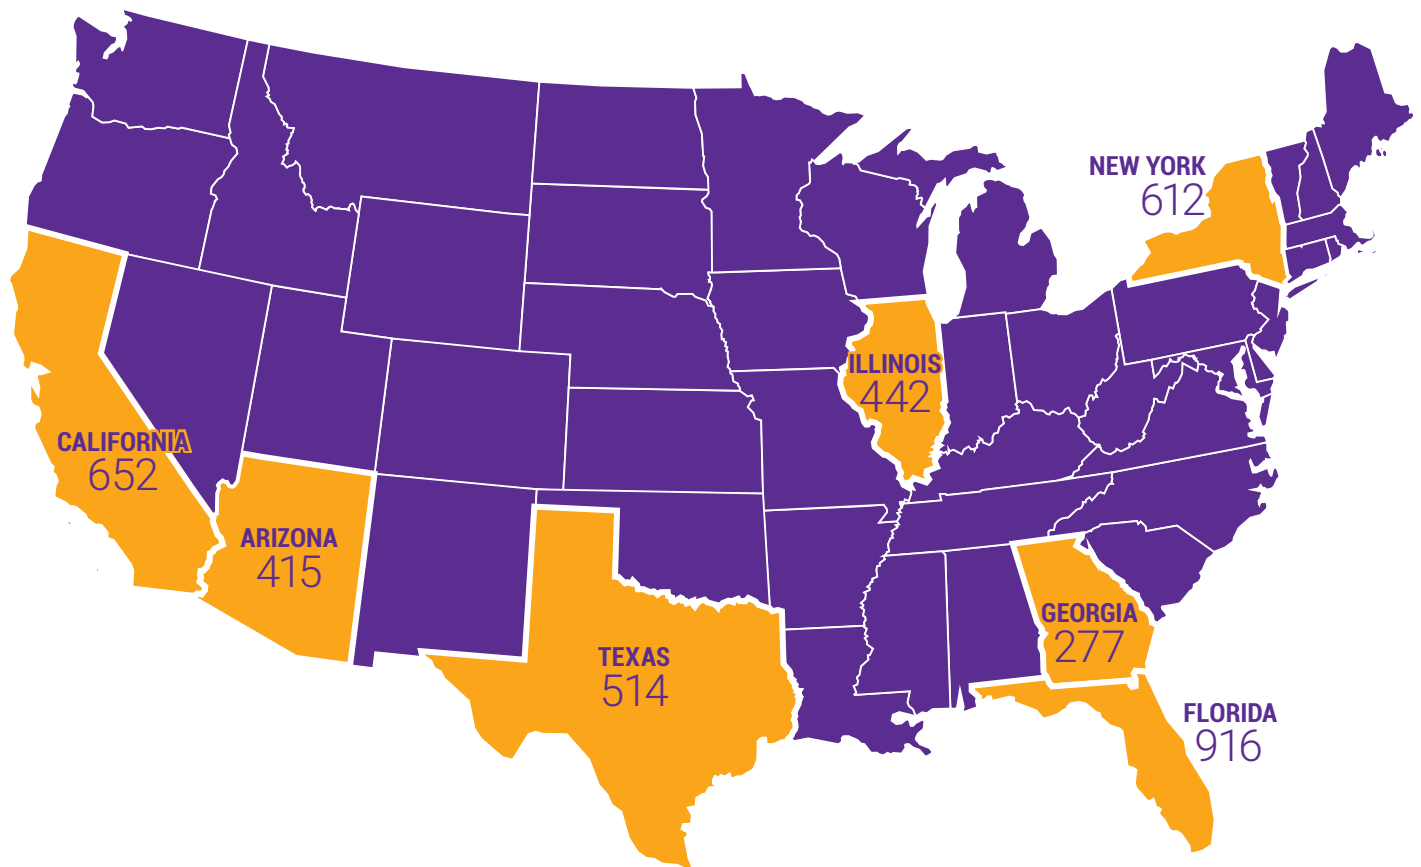 NEW YORK
612
ILLINOIS
442
CALIFORNIA
652
ARIZONA
415
GEORGIA
277
TEXAS
514
FLORIDA
916